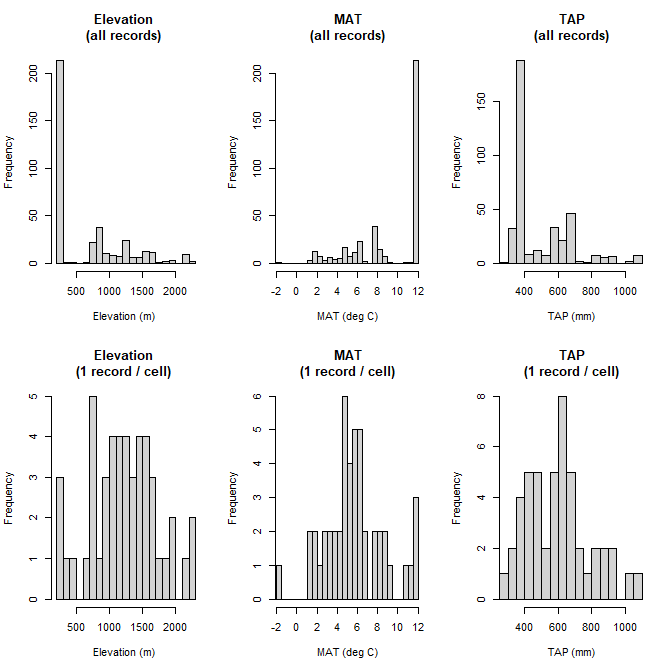 Elevation
(all records)
MAT
(all records)
TAP
(all records)
Frequency
0
50
100
150
200
500
1000
1500
2000
Elevation (m)
Frequency
0
50
100
150
200
-2
0
2
4
6
8
10
12
MAT (deg C)
Frequency
0
50
100
150
400
600
800
1000
TAP (mm)
Elevation
(1 record / cell)
MAT
(1 record / cell)
TAP
(1 record / cell)
Frequency
0
1
2
3
4
5
500
1000
1500
2000
Elevation (m)
Frequency
0
1
2
3
4
5
6
-2
0
2
4
6
8
10
12
MAT (deg C)
Frequency
0
2
4
6
8
400
600
800
1000
TAP (mm)